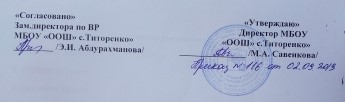 «Согласовано»
Зам.директора по ВР
МБОУ «ООШ» с.Титоренко»
/Э.И. Абдурахманова/
«Утверждаю»
Директор МБОУ
«ООШ» с.Титоренко»
/М.А. Савенкова/
Приказ № 116 от 02.09 2013